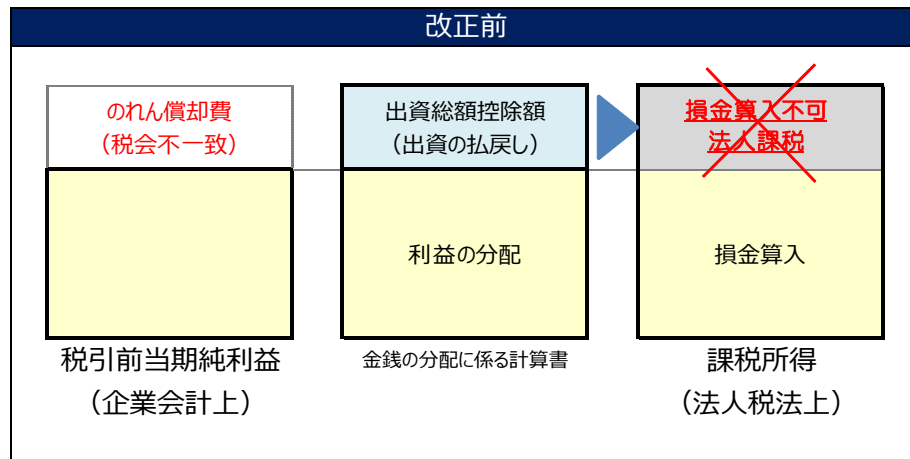 改正前
のれん償却費
（税会不一致）
出資総額控除額
（出資の払戻し）
損金算入不可
法人課税
利益の分配
損金算入
税引前当期純利益
（企業会計上）
金銭の分配に係る計算書
課税所得
（法人税法上）